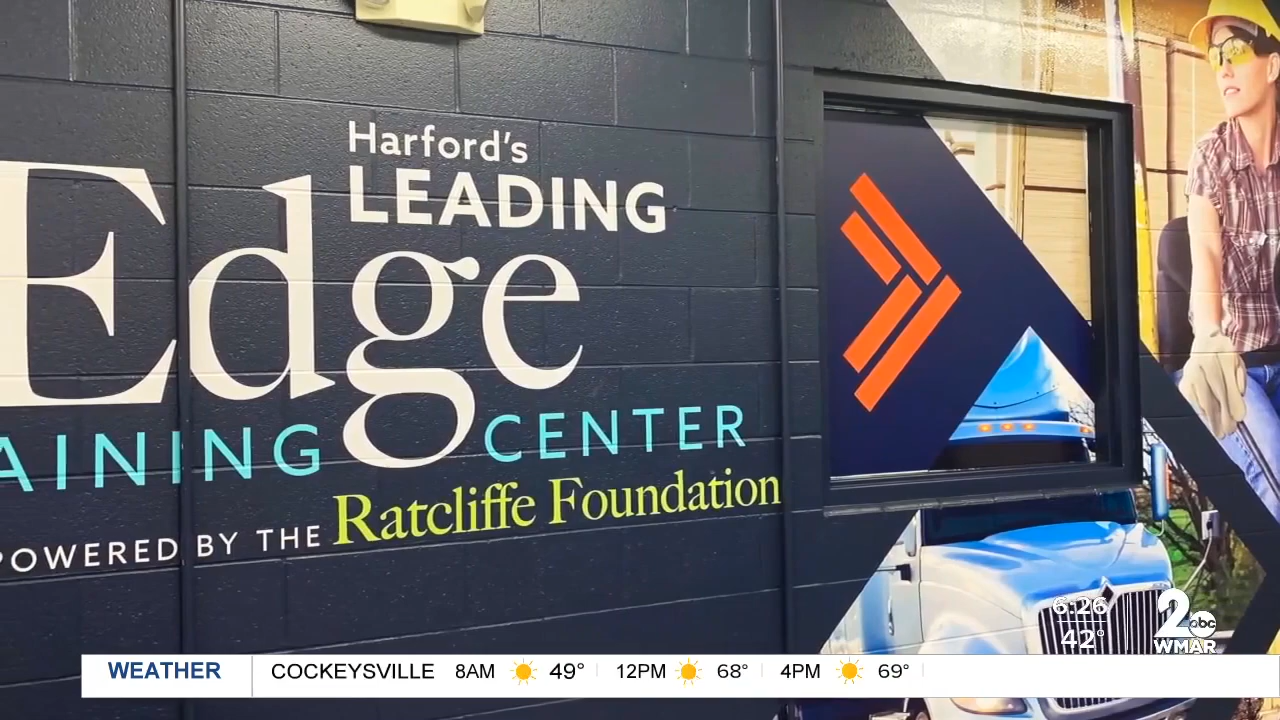 Harford's
LEADING
Edge
AINING CENTER
POWERED BY THE Ratcliffe Foundation
6:26
42°
2 abc
WMAR
WEATHER COCKEYSVILLE 8AM 49° 12PM 68° 4PM 69°